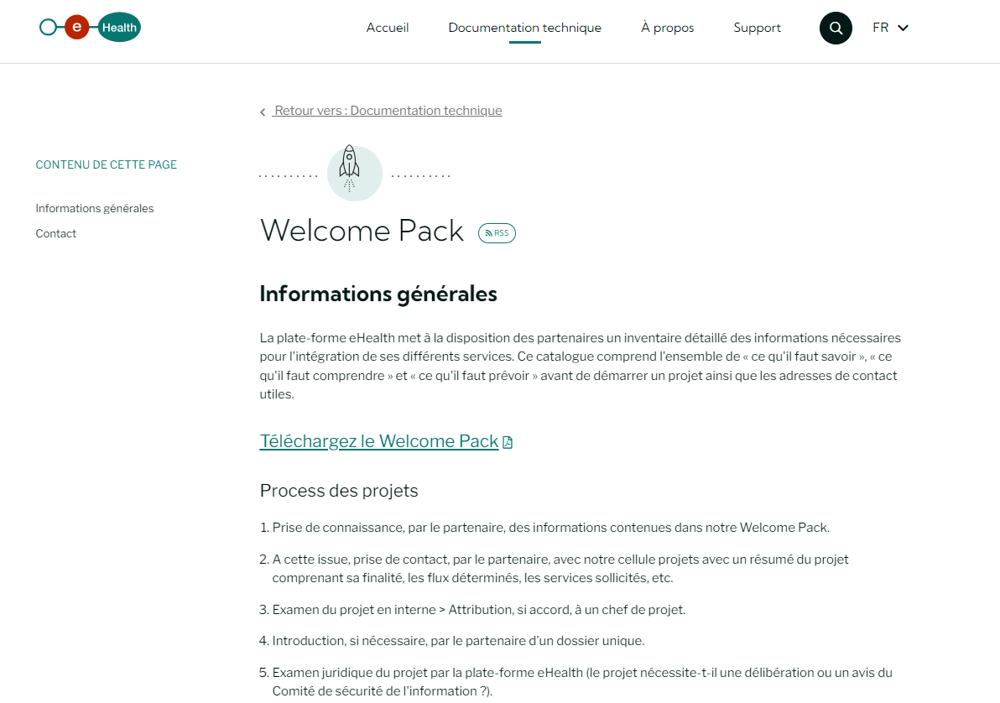 e Health
Accueil
Documentation technique
À propos
Support
FR
Retour vers : Documentation technique
CONTENU DE CETTE PAGE
Informations générales
Contact
Welcome Pack
RSS
Informations générales
La plate-forme eHealth met à la disposition des partenaires un inventaire détaillé des informations nécessaires
pour l'intégration de ses différents services. Ce catalogue comprend l'ensemble de « ce qu'il faut savoir », « ce
qu'il faut comprendre » et « ce qu'il faut prévoir » avant de démarrer un projet ainsi que les adresses de contact
utiles.
Téléchargez le Welcome Pack
Process des projets
1. Prise de connaissance, par le partenaire, des informations contenues dans notre Welcome Pack.
2. A cette issue, prise de contact, par le partenaire, avec notre cellule projets avec un résumé du projet
comprenant sa finalité, les flux déterminés, les services sollicités, etc.
3. Examen du projet en interne > Attribution, si accord, à un chef de projet.
4. Introduction, si nécessaire, par le partenaire d’un dossier unique.
5. Examen juridique du projet par la plate-forme eHealth (le projet nécessite-t-il une délibération ou un avis du
Comité de sécurité de l'information ?).